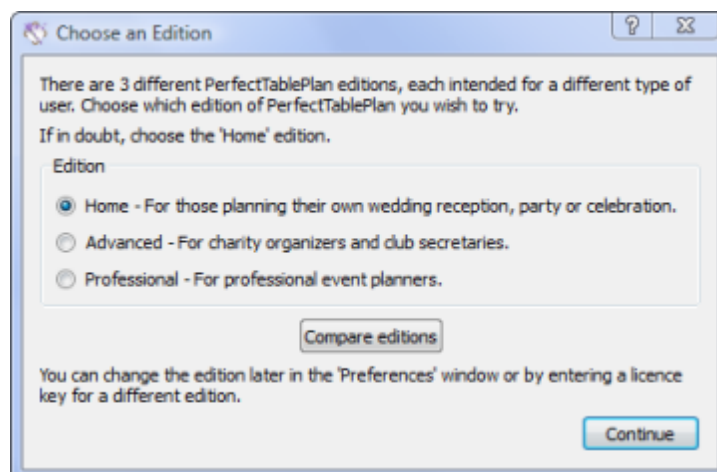 Choose an Edition
There are 3 different PerfectTablePlan editions, each intended for a different type of
user. Choose which edition of PerfectTablePlan you wish to try.
If in doubt, choose the 'Home' edition.
Edition
Home - For those planning their own wedding reception, party or celebration.
Advanced - For charity organizers and club secretaries.
Professional - For professional event planners.
Compare editions
You can change the edition later in the 'Preferences' window or by entering a licence
key for a different edition.
Continue